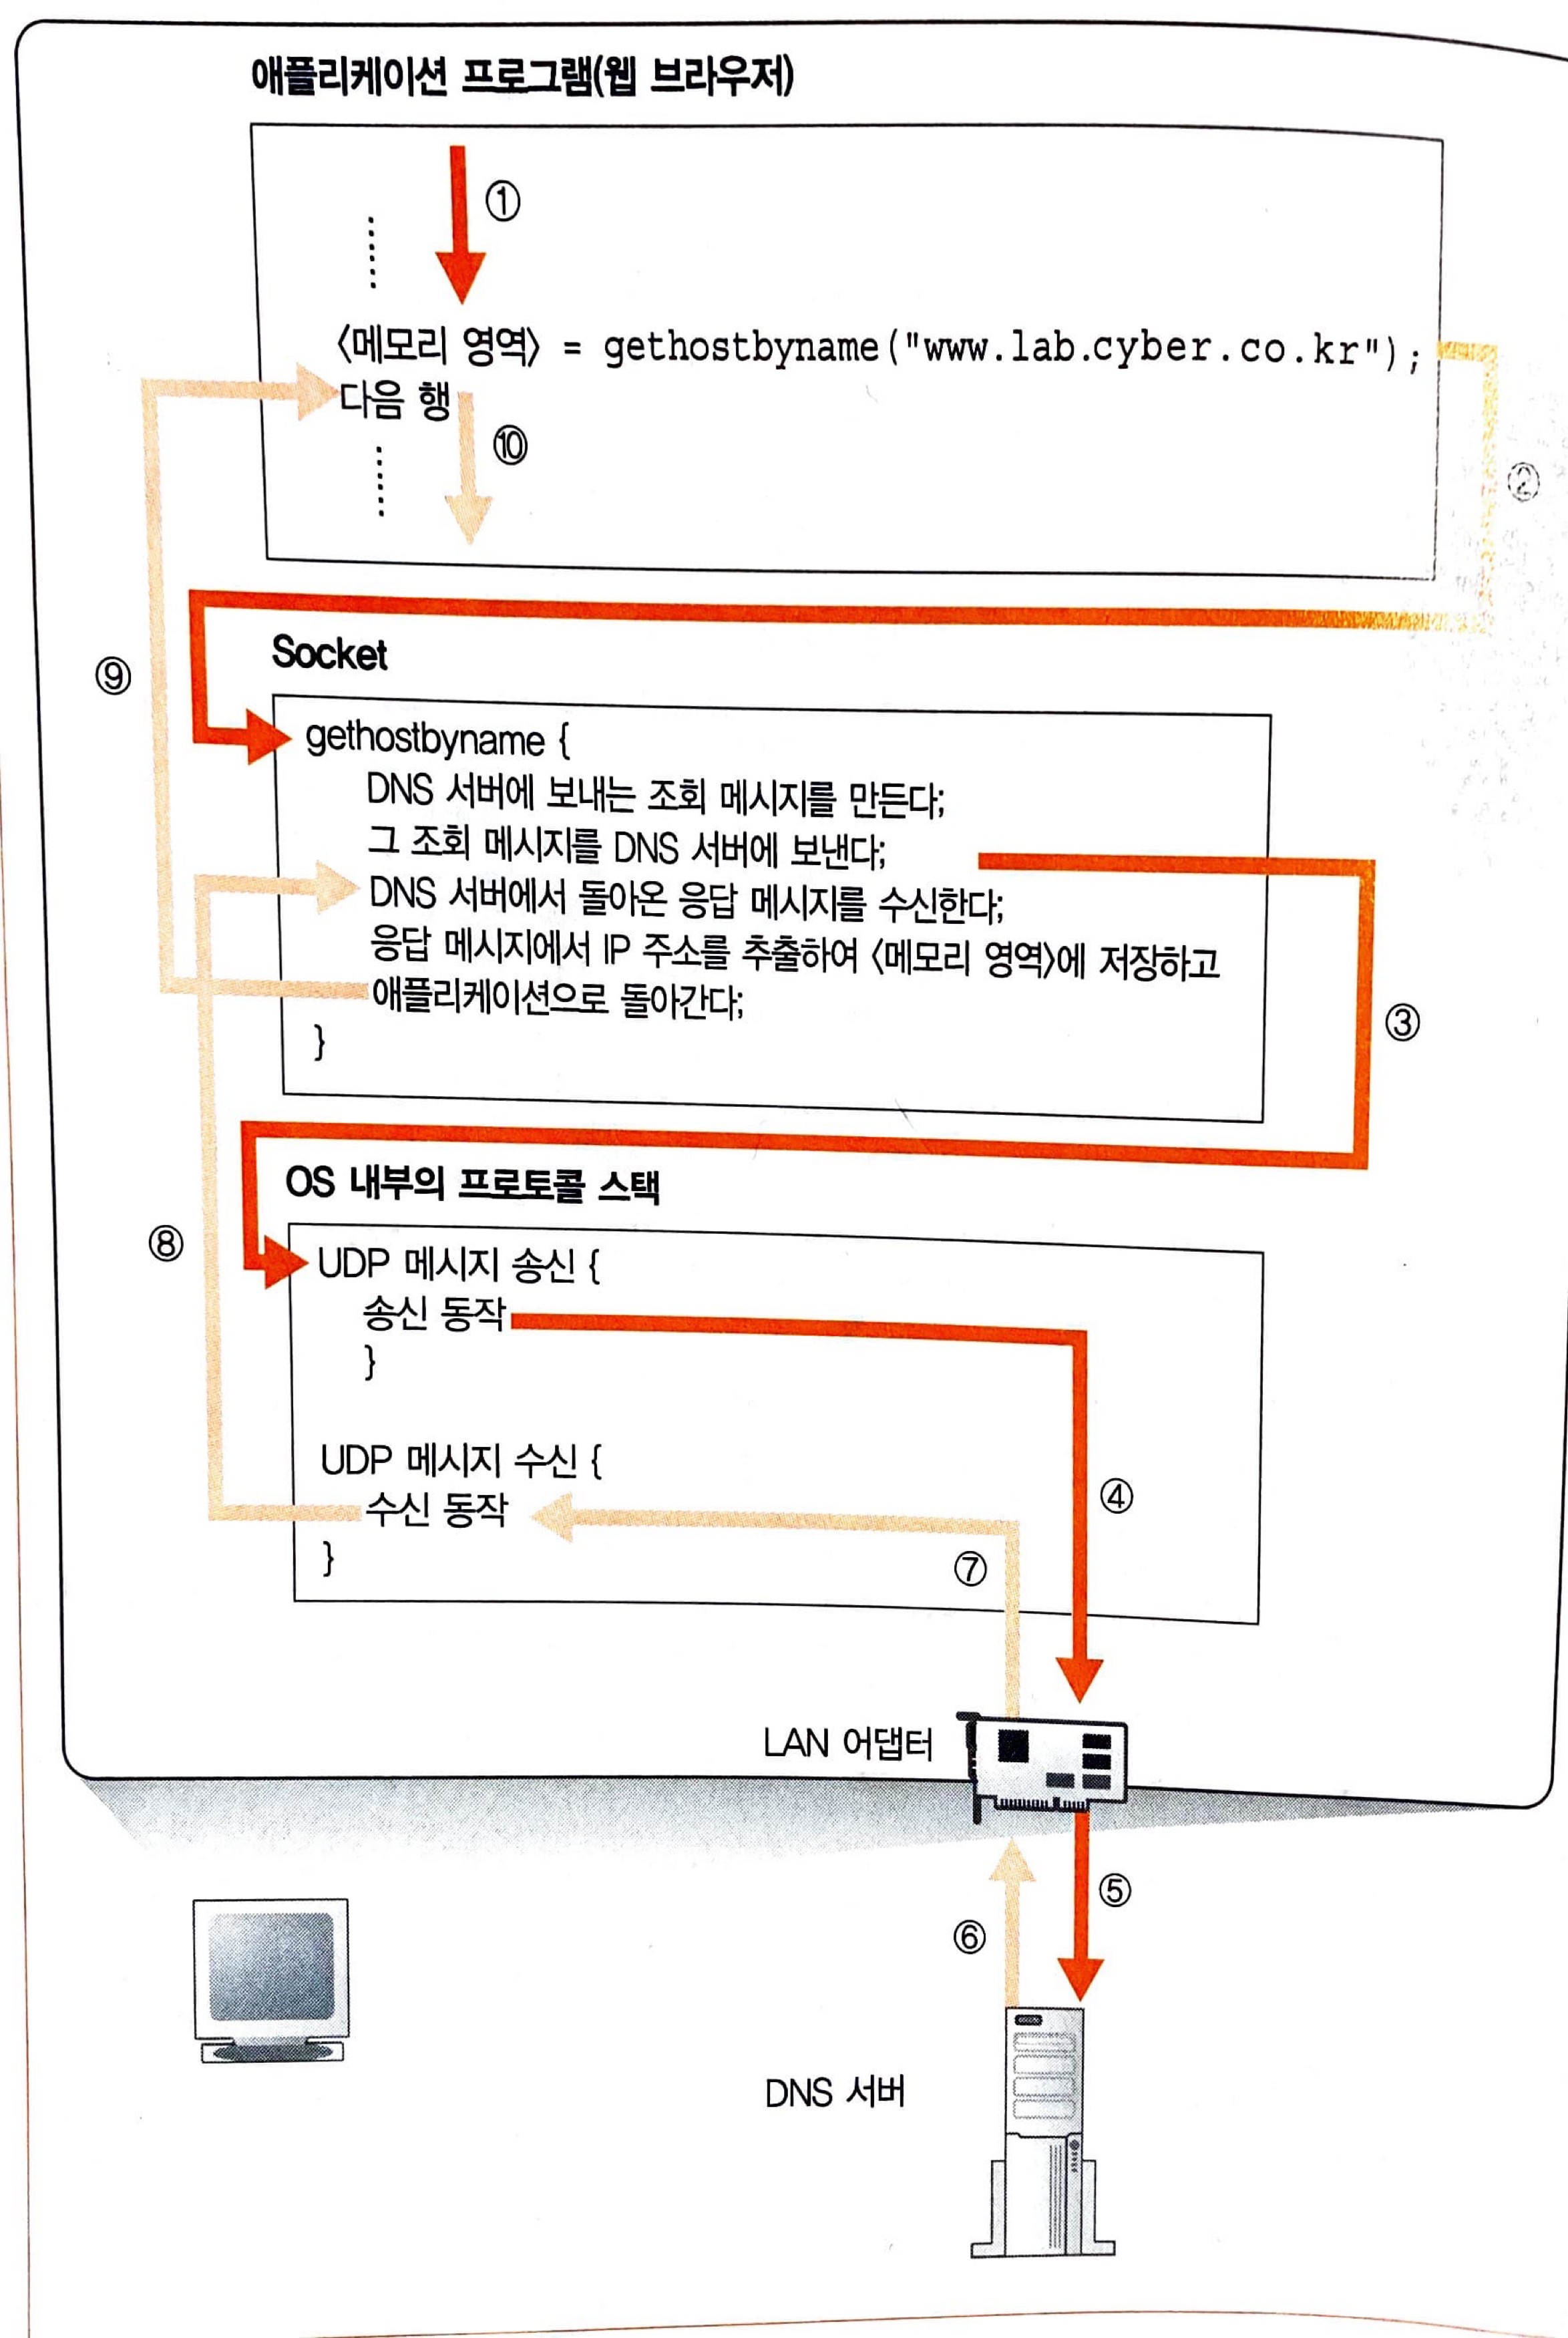 애플리케이션 프로그램(웹 브라우저)
①
⋮
〈메모리 영역〉 = gethostbyname("www.lab.cyber.co.kr");
다음 행
⑩
⋮
②
⑨
Socket
gethostbyname {
DNS 서버에 보내는 조회 메시지를 만든다;
그 조회 메시지를 DNS 서버에 보낸다;
DNS 서버에서 돌아온 응답 메시지를 수신한다;
응답 메시지에서 IP 주소를 추출하여 〈메모리 영역〉에 저장하고
애플리케이션으로 돌아간다;
}
③
OS 내부의 프로토콜 스택
⑧
UDP 메시지 송신 {
송신 동작
}
UDP 메시지 수신 {
수신 동작
}
④
⑦
LAN 어댑터
⑤
⑥
DNS 서버